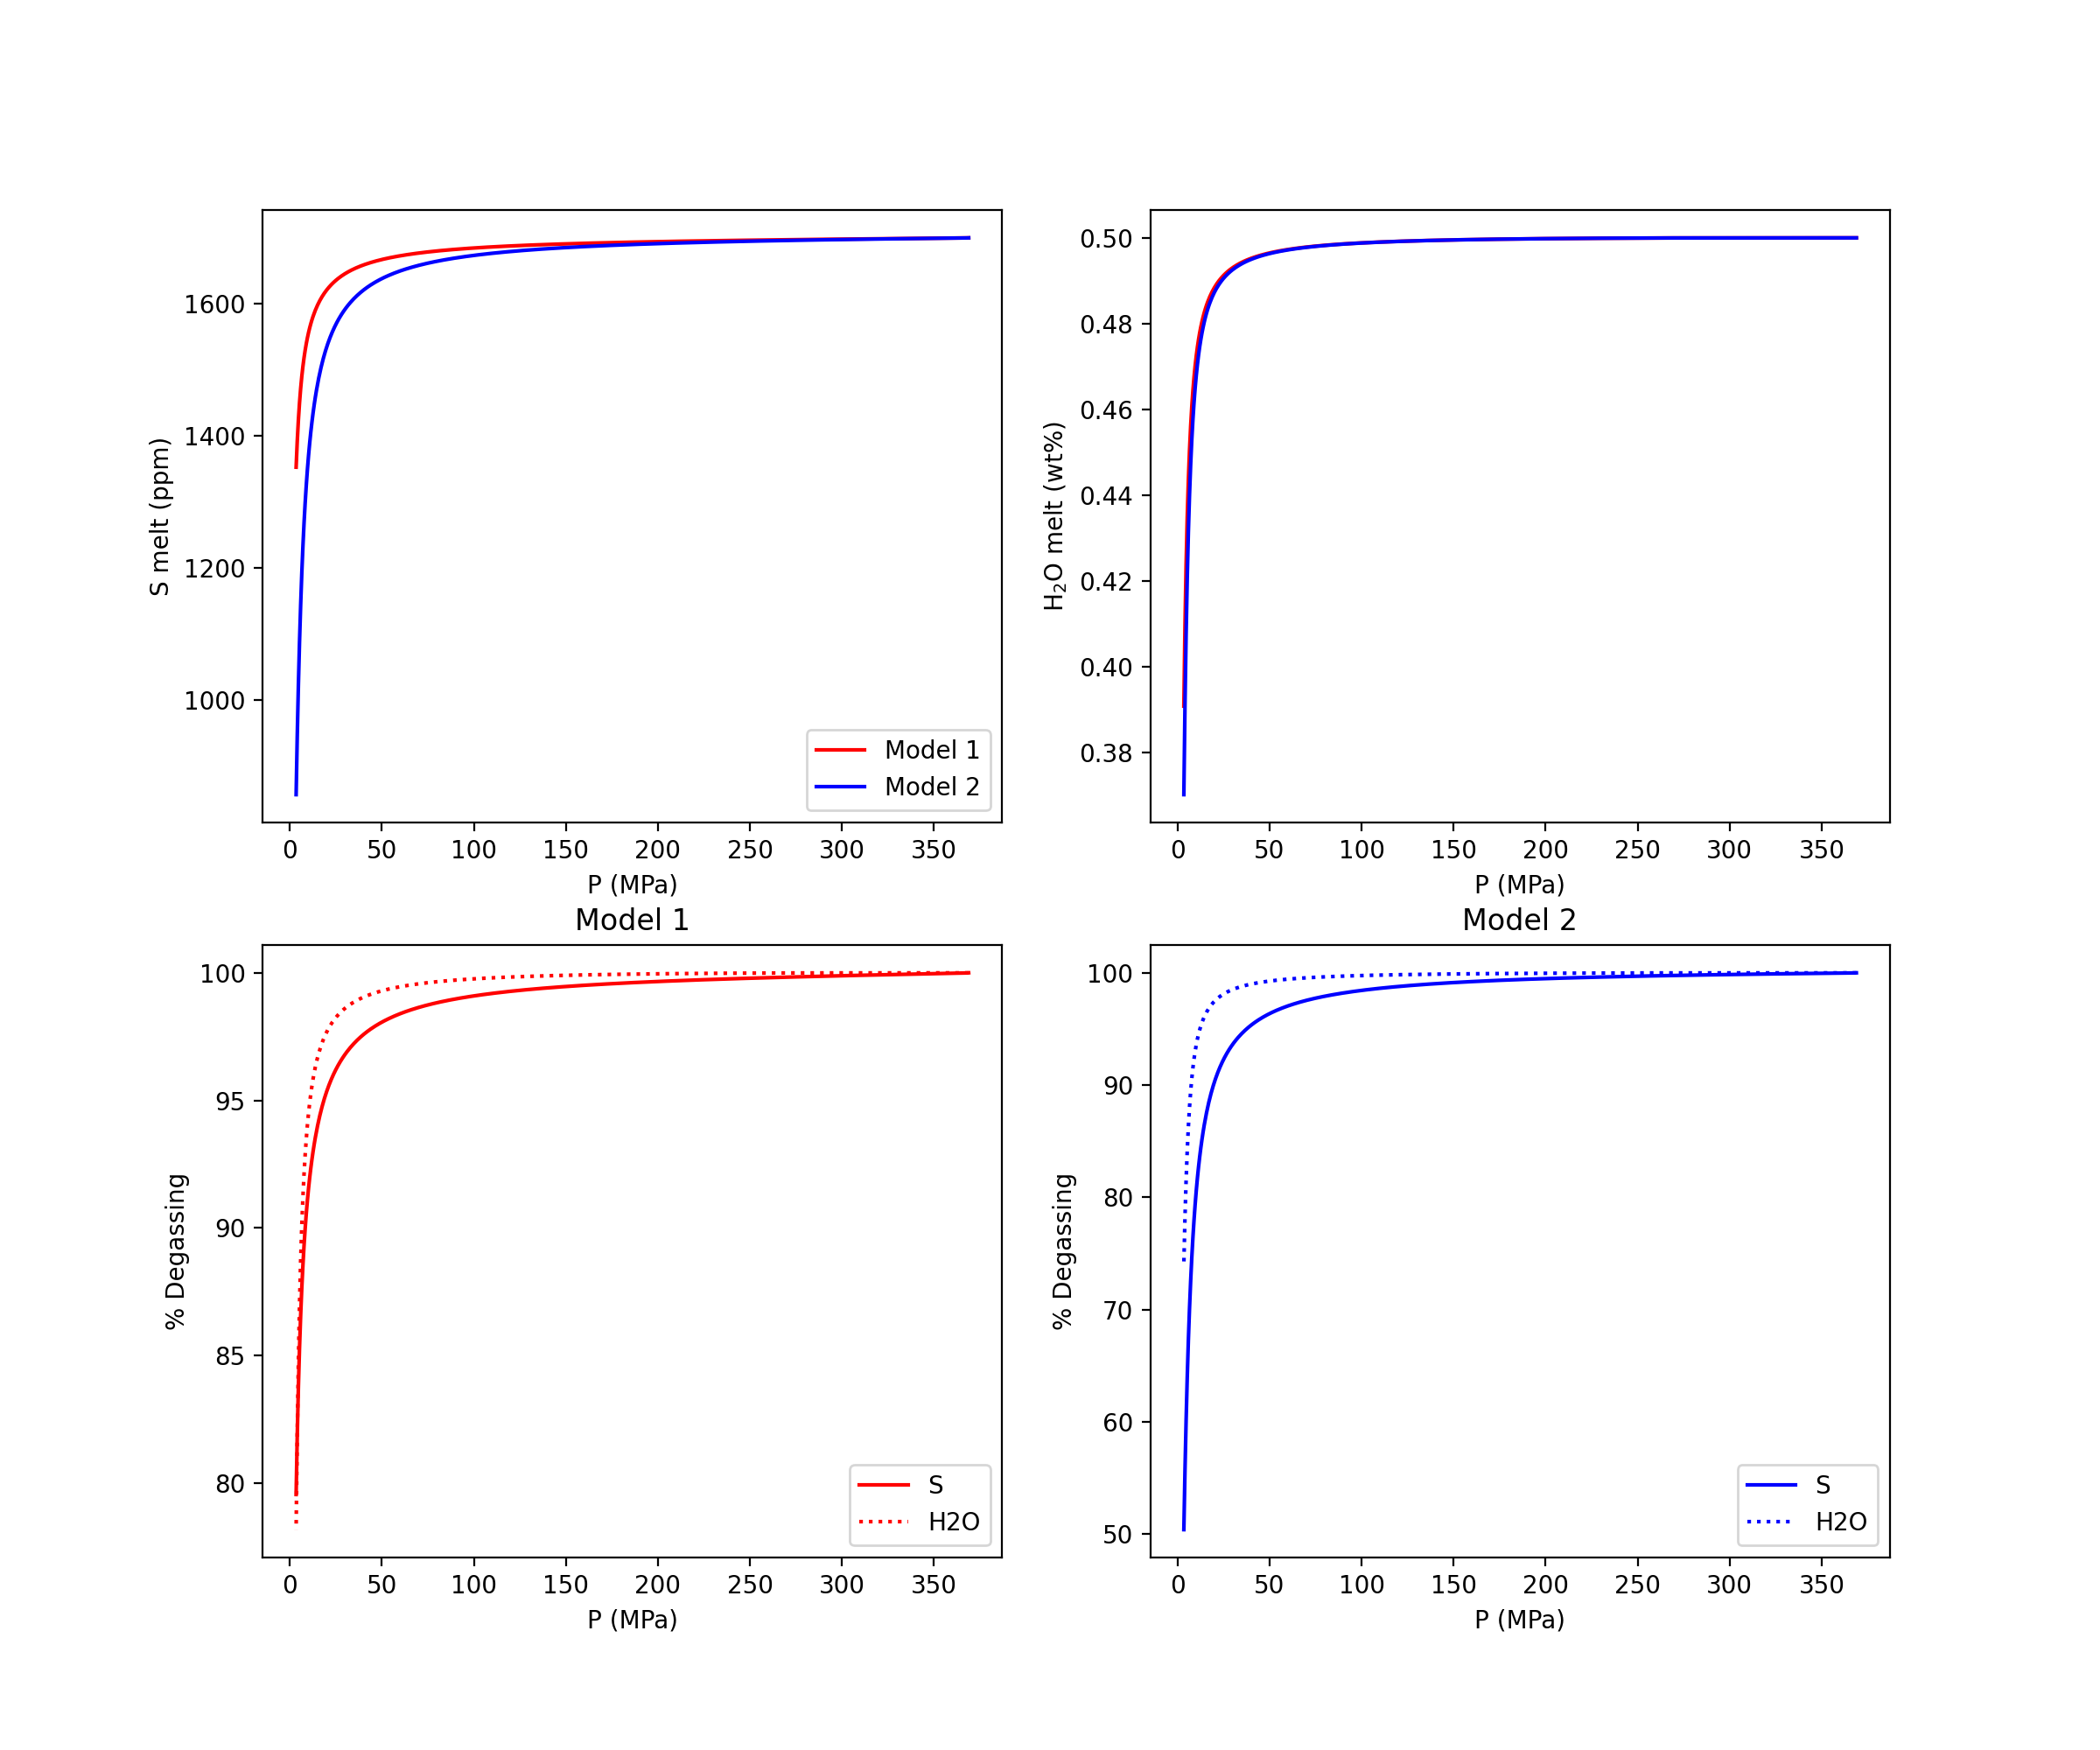 S melt (ppm)
1600
1400
1200
1000
Model 1
Model 2
0 50 100 150 200 250 300 350
P (MPa)
H₂O melt (wt%)
0.50
0.48
0.46
0.44
0.42
0.40
0.38
0 50 100 150 200 250 300 350
P (MPa)
Model 1
% Degassing
100
95
90
85
80
S
H2O
0 50 100 150 200 250 300 350
P (MPa)
Model 2
% Degassing
100
90
80
70
60
50
S
H2O
0 50 100 150 200 250 300 350
P (MPa)